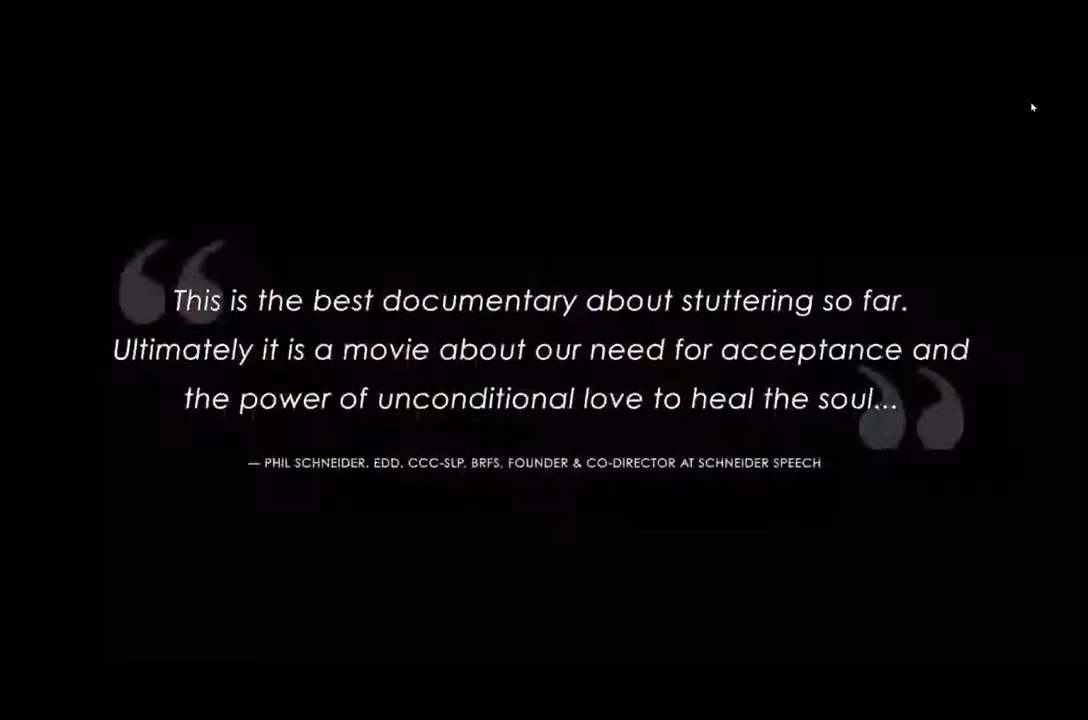 This is the best documentary about stuttering so far.
Ultimately it is a movie about our need for acceptance and
the power of unconditional love to heal the soul...
— PHIL SCHNEIDER, EDD, CCC-SLP, BRFS, FOUNDER & CO-DIRECTOR AT SCHNEIDER SPEECH